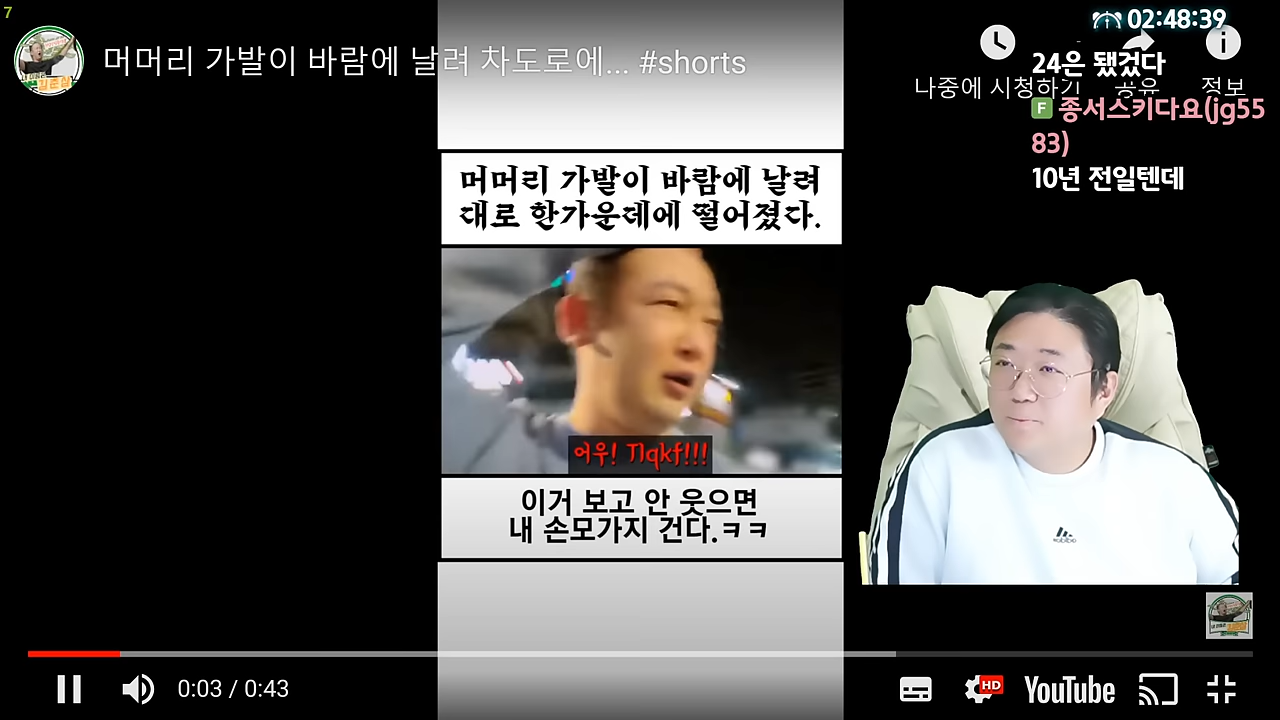 7
02:48:39
머머리 가발이 바람에 날려 차도로에... #shorts
나중에 시청하기
공유
정보
24은 됐겄다
F 종서스키다요(jg55
83)
10년 전일텐데
머머리 가발이 바람에 날려
대로 한가운데에 떨어졌다.
어우! Tlqkf!!!
이거 보고 안 웃으면
내 손모가지 건다.ㅋㅋ
0:03 / 0:43
HD
YouTube